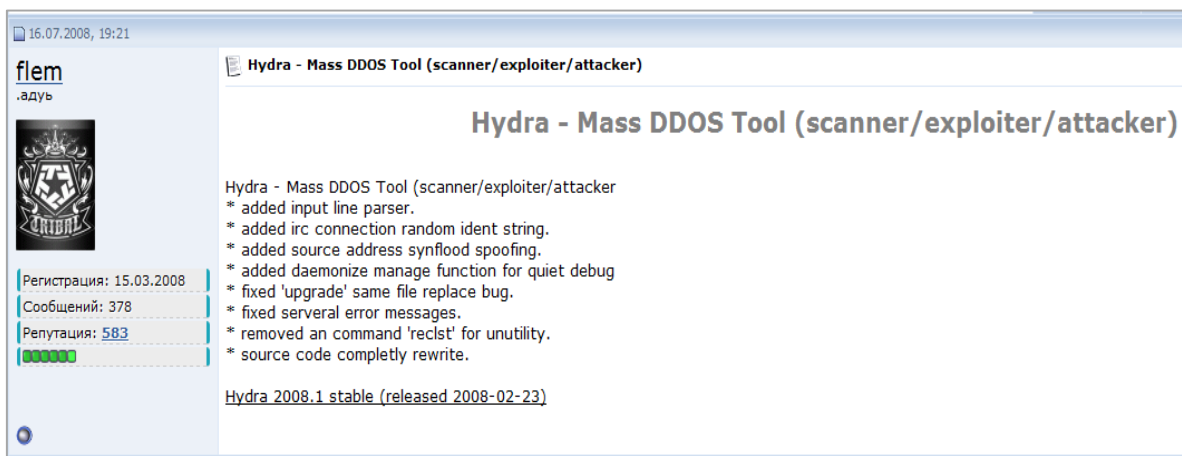 16.07.2008, 19:21
flem
.адуь
TRIBAL
Регистрация: 15.03.2008
Сообщений: 378
Репутация: 583
Hydra - Mass DDOS Tool (scanner/exploiter/attacker)
Hydra - Mass DDOS Tool (scanner/exploiter/attacker)
Hydra - Mass DDOS Tool (scanner/exploiter/attacker
* added input line parser.
* added irc connection random ident string.
* added source address synflood spoofing.
* added daemonize manage function for quiet debug
* fixed 'upgrade' same file replace bug.
* fixed serveral error messages.
* removed an command 'reclst' for unutility.
* source code completly rewrite.
Hydra 2008.1 stable (released 2008-02-23)